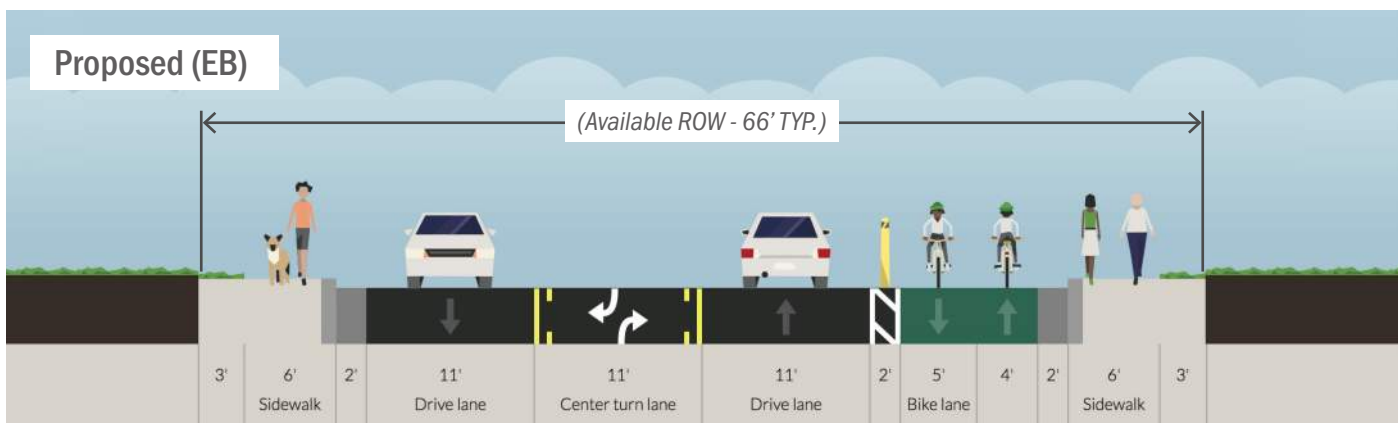 Proposed (EB)
(Available ROW - 66' TYP.)
3' 6' 2' 11' 11' 11' 2' 5' 4' 2' 6' 3'
Sidewalk Drive lane Center turn lane Drive lane Bike lane Sidewalk